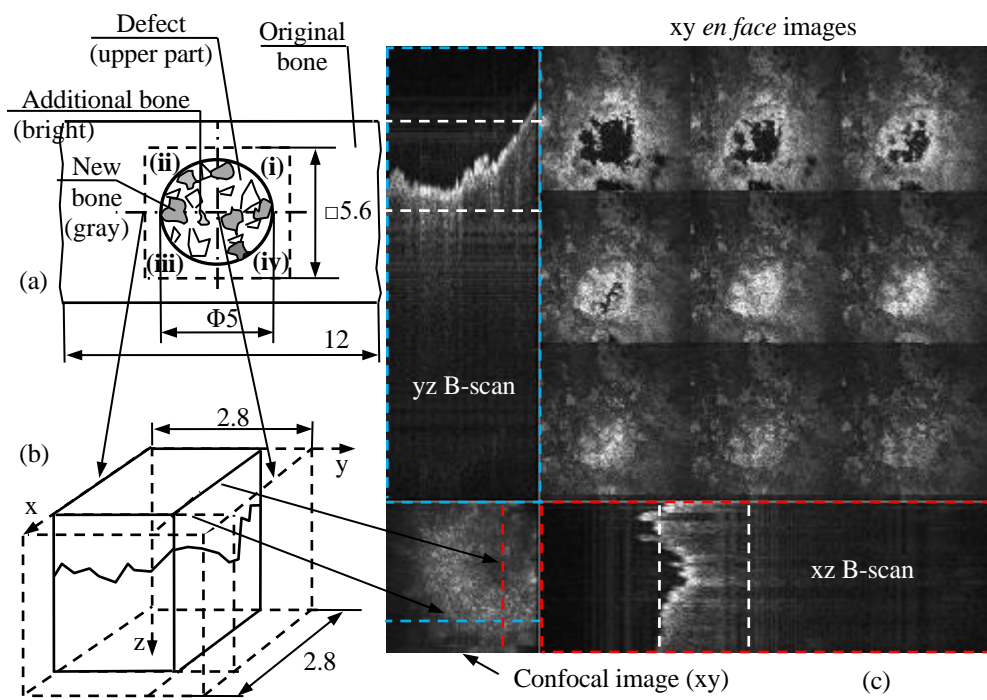 Defect
(upper part)
Original
bone
Additional bone
(bright)
New
bone
(gray)
(ii)
(i)
(iii)
(iv)
□5.6
(a)
Φ5
12
2.8
(b)
y
x
z
2.8
xy en face images
yz B-scan
xz B-scan
Confocal image (xy)
(c)